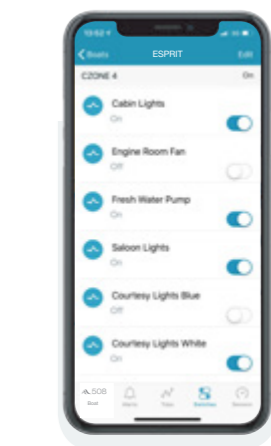 10:52
Boats
ESPRIT
Edit
CZONE 4
On
Cabin Lights
On
Engine Room Fan
Off
Fresh Water Pump
On
Saloon Lights
On
Courtesy Lights Blue
Off
Courtesy Lights White
On
.508
Boat
Alarms
Trips
Switches